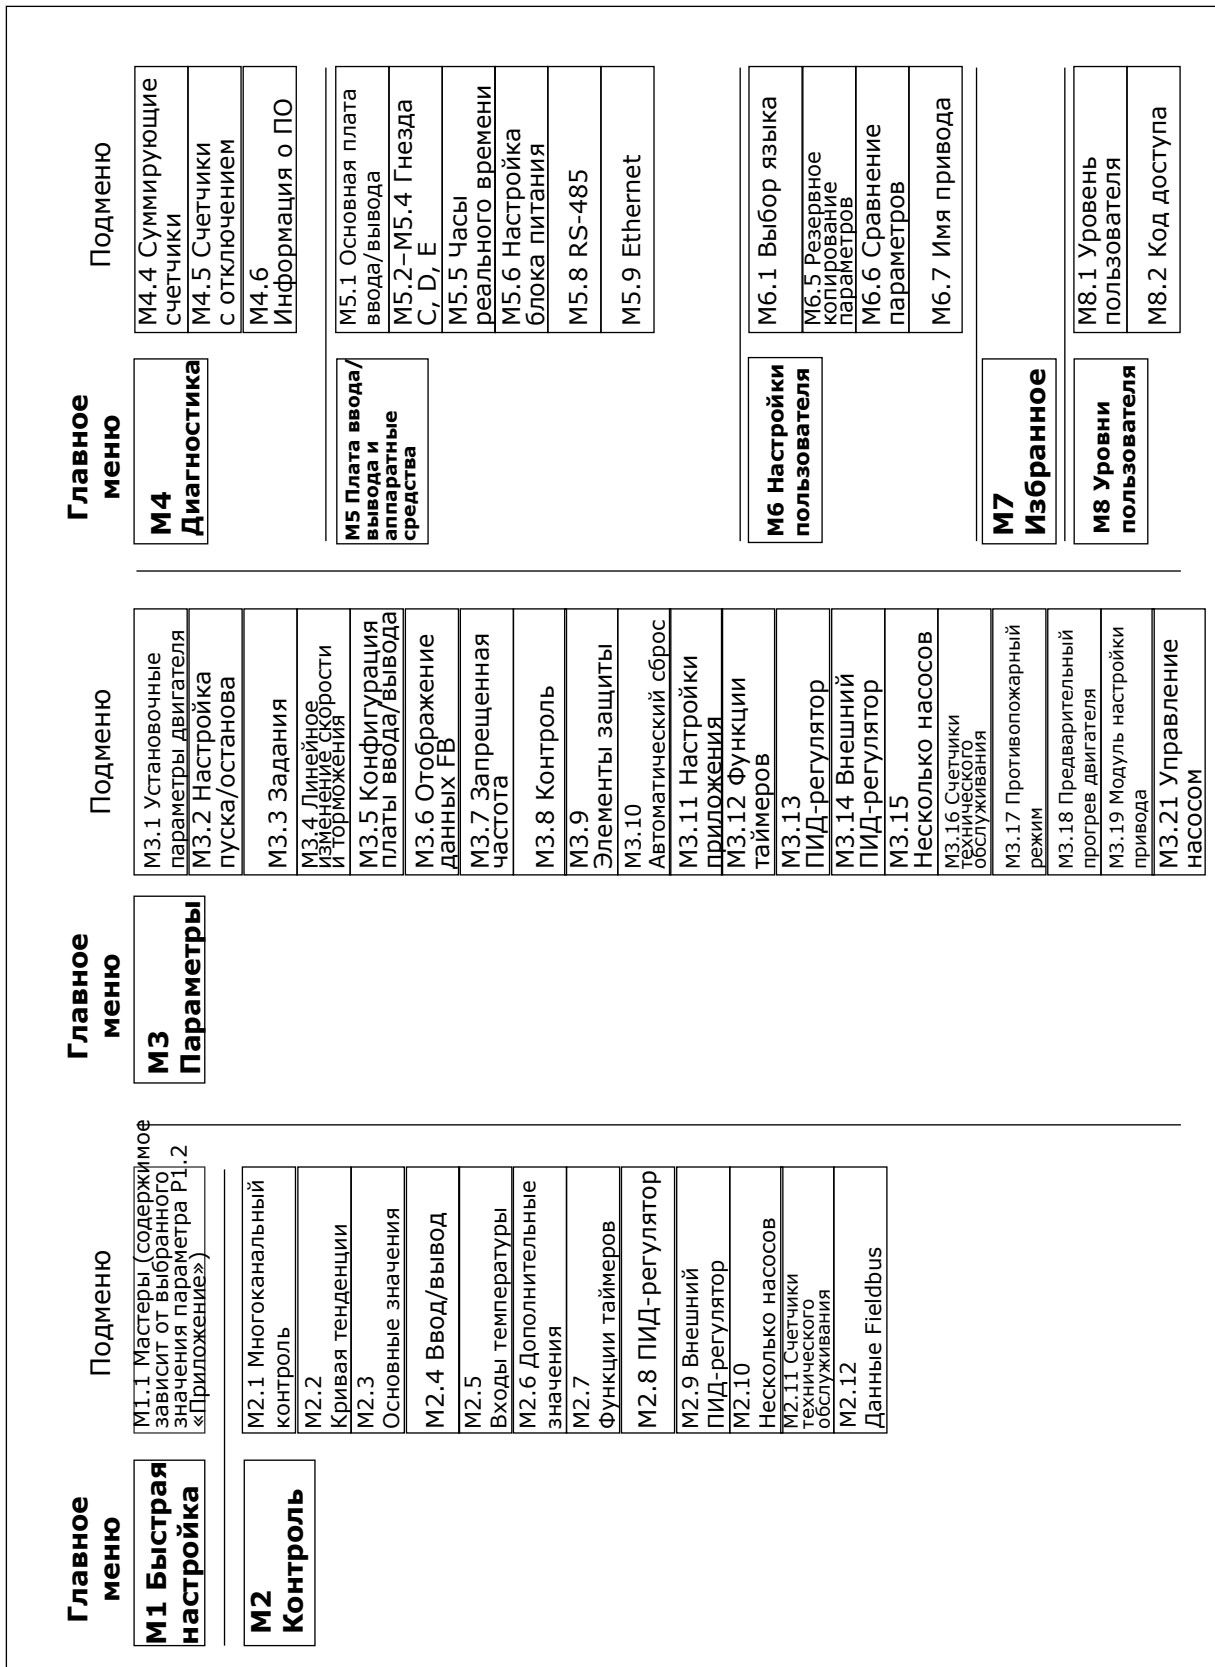 Главное
меню
Подменю
M1 Быстрая
настройка
M1.1 Мастеры (содержимое
зависит от выбранного
значения параметра P1.2
«Приложение»)
M2
Контроль
M2.1 Многоканальный
контроль
M2.2
Кривая тенденции
M2.3
Основные значения
M2.4 Ввод/вывод
M2.5
Входы температуры
M2.6 Дополнительные
значения
M2.7
Функции таймеров
M2.8 ПИД-регулятор
M2.9 Внешний
ПИД-регулятор
M2.10
Несколько насосов
M2.11 Счетчики
технического
обслуживания
M2.12
Данные Fieldbus
Главное
меню
Подменю
M3
Параметры
M3.1 Установочные
параметры двигателя
M3.2 Настройка
пуска/останова
M3.3 Задания
M3.4 Линейное
изменение скорости
и торможения
M3.5 Конфигурация
платы ввода/вывода
M3.6 Отображение
данных FB
M3.7 Запрещенная
частота
M3.8 Контроль
M3.9
Элементы защиты
M3.10
Автоматический сброс
M3.11 Настройки
приложения
M3.12 Функции
таймеров
M3.13
ПИД-регулятор
M3.14 Внешний
ПИД-регулятор
M3.15
Несколько насосов
M3.16 Счетчики
технического
обслуживания
M3.17 Противопожарный
режим
M3.18 Предварительный
прогрев двигателя
M3.19 Модуль настройки
привода
M3.21 Управление
насосом
Главное
меню
Подменю
M4
Диагностика
M4.4 Суммирующие
счетчики
M4.5 Счетчики
с отключением
M4.6
Информация о ПО
M5 Плата ввода/
вывода и
аппаратные
средства
M5.1 Основная плата
ввода/вывода
M5.2–M5.4 Гнезда
C, D, E
M5.5 Часы
реального времени
M5.6 Настройка
блока питания
M5.8 RS-485
M5.9 Ethernet
M6 Настройки
пользователя
M6.1 Выбор языка
M6.5 Резервное
копирование
параметров
M6.6 Сравнение
параметров
M6.7 Имя привода
M7
Избранное
M8 Уровни
пользователя
M8.1 Уровень
пользователя
M8.2 Код доступа